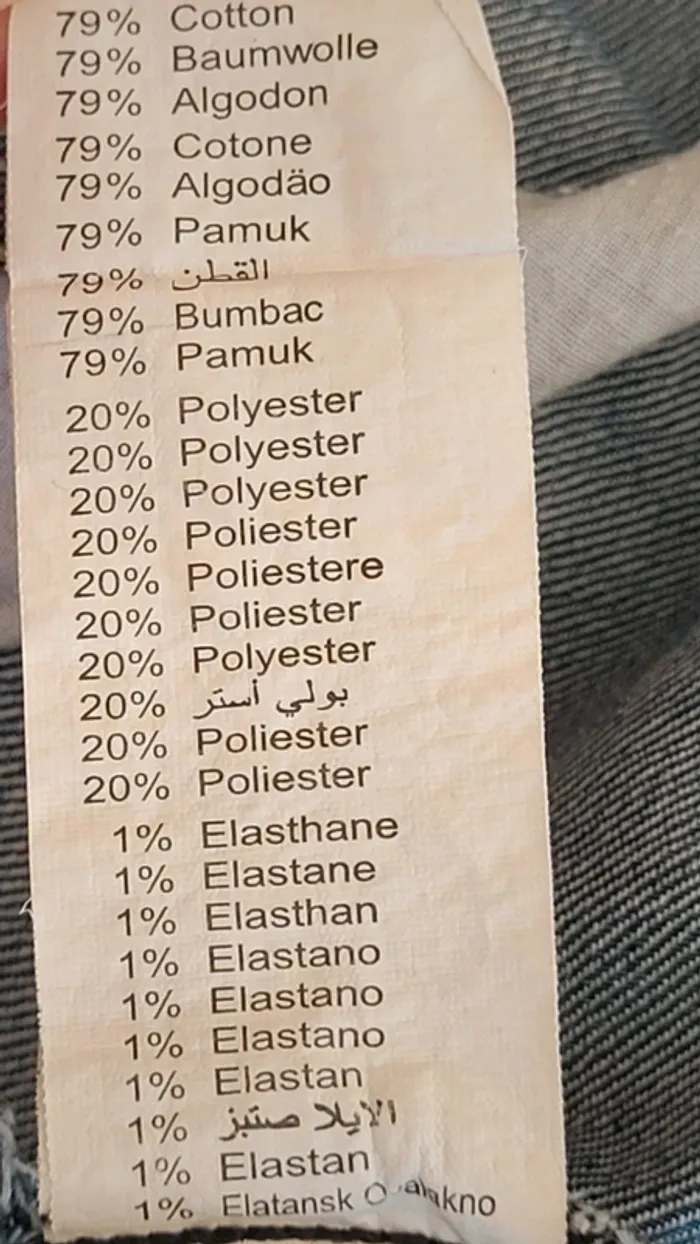 79% Cotton
79% Baumwolle
79% Algodon
79% Cotone
79% Algodäo
79% Pamuk
79% القطن
79% Bumbac
79% Pamuk
20% Polyester
20% Polyester
20% Polyester
20% Poliester
20% Poliestere
20% Poliester
20% Polyester
20% بولي أستر
20% Poliester
20% Poliester
1% Elasthane
1% Elastane
1% Elasthan
1% Elastano
1% Elastano
1% Elastano
1% Elastan
1% الايلا صتبز
1% Elastan
1% Elatansk